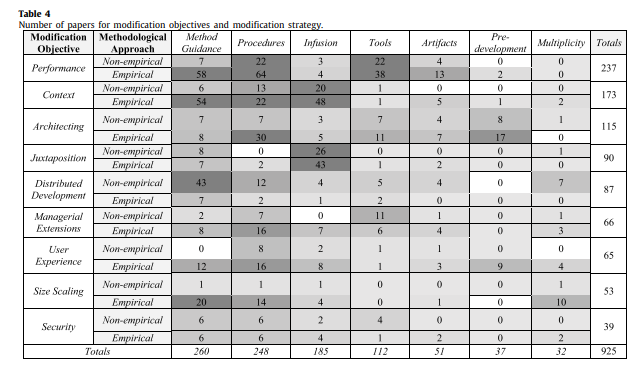 Table 4
Number of papers for modification objectives and modification strategy.
Modification Objective Methodological Approach Method Guidance Procedures Infusion Tools Artifacts Pre-development Multiplicity Totals
Performance Non-empirical 7 22 3 22 4 0 0 237
Empirical 58 64 4 38 13 2 0
Context Non-empirical 6 13 20 1 0 0 0 173
Empirical 54 22 48 1 5 1 2
Architecting Non-empirical 7 7 3 7 4 8 1 115
Empirical 8 30 5 11 7 17 0
Juxtaposition Non-empirical 8 0 26 0 0 0 1 90
Empirical 7 2 43 1 2 0 0
Distributed Development Non-empirical 43 12 4 5 4 0 7 87
Empirical 7 2 1 2 0 0 0
Managerial Extensions Non-empirical 2 7 0 11 1 0 1 66
Empirical 8 16 7 6 4 0 3
User Experience Non-empirical 0 8 2 1 1 0 0 65
Empirical 12 16 8 1 3 9 4
Size Scaling Non-empirical 1 1 1 0 0 0 1 53
Empirical 20 14 4 0 1 0 10
Security Non-empirical 6 6 2 4 0 0 0 39
Empirical 6 6 4 1 2 0 2
Totals 260 248 185 112 51 37 32 925